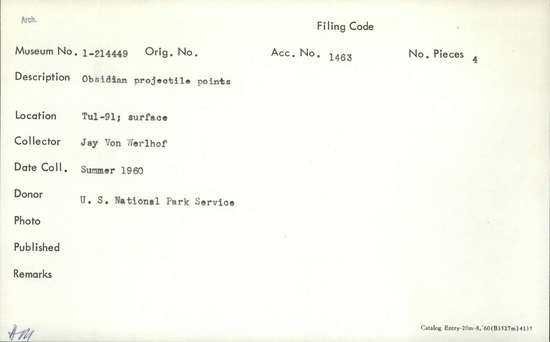 Arch.
Filing Code
Museum No. 1-214449 Orig. No. Acc. No. 1463 No. Pieces 4
Description Obsidian projectile points
Location Tul-91; surface
Collector Jay Von Werlhof
Date Coll. Summer 1960
Donor U. S. National Park Service
Photo
Published
Remarks
Catalog Entry-20m-8,'60(B3527m)